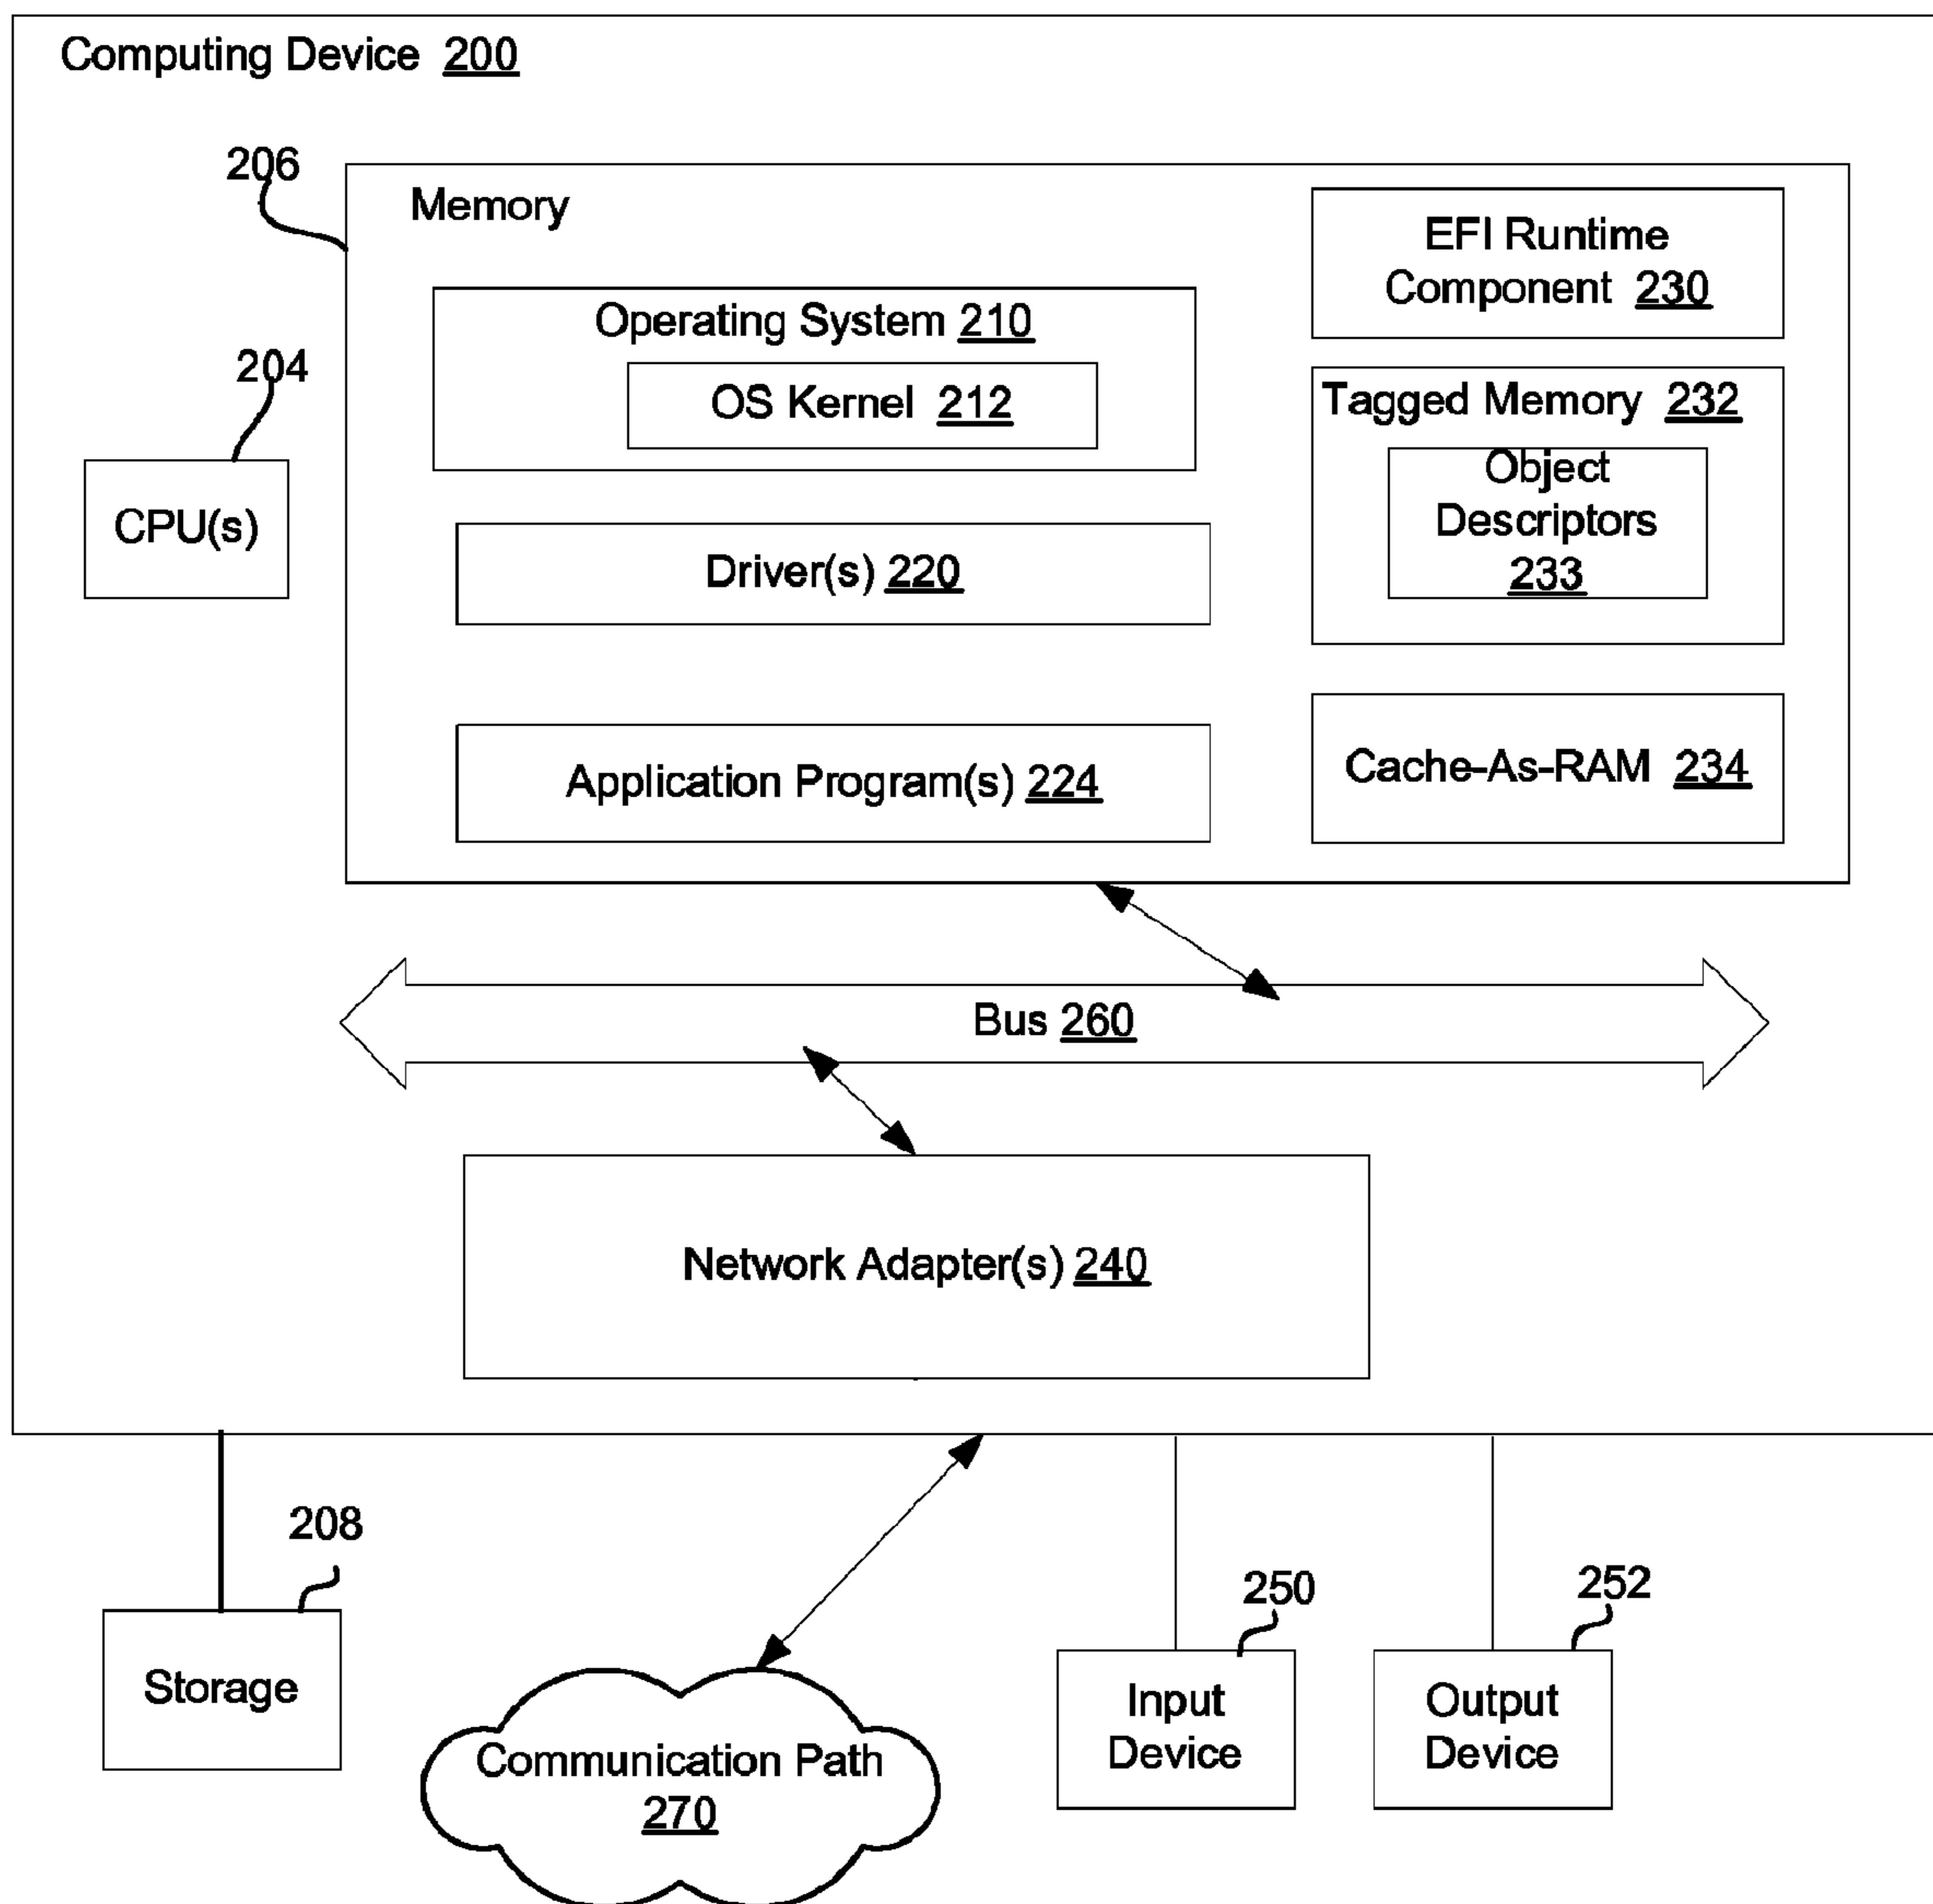 Computing Device 200
206
Memory
EFI Runtime
Component 230
Operating System 210
OS Kernel 212
204
CPU(s)
Tagged Memory 232
Object
Descriptors
233
Driver(s) 220
Application Program(s) 224
Cache-As-RAM 234
Bus 260
Network Adapter(s) 240
208
Storage
Communication Path
270
250
Input
Device
252
Output
Device